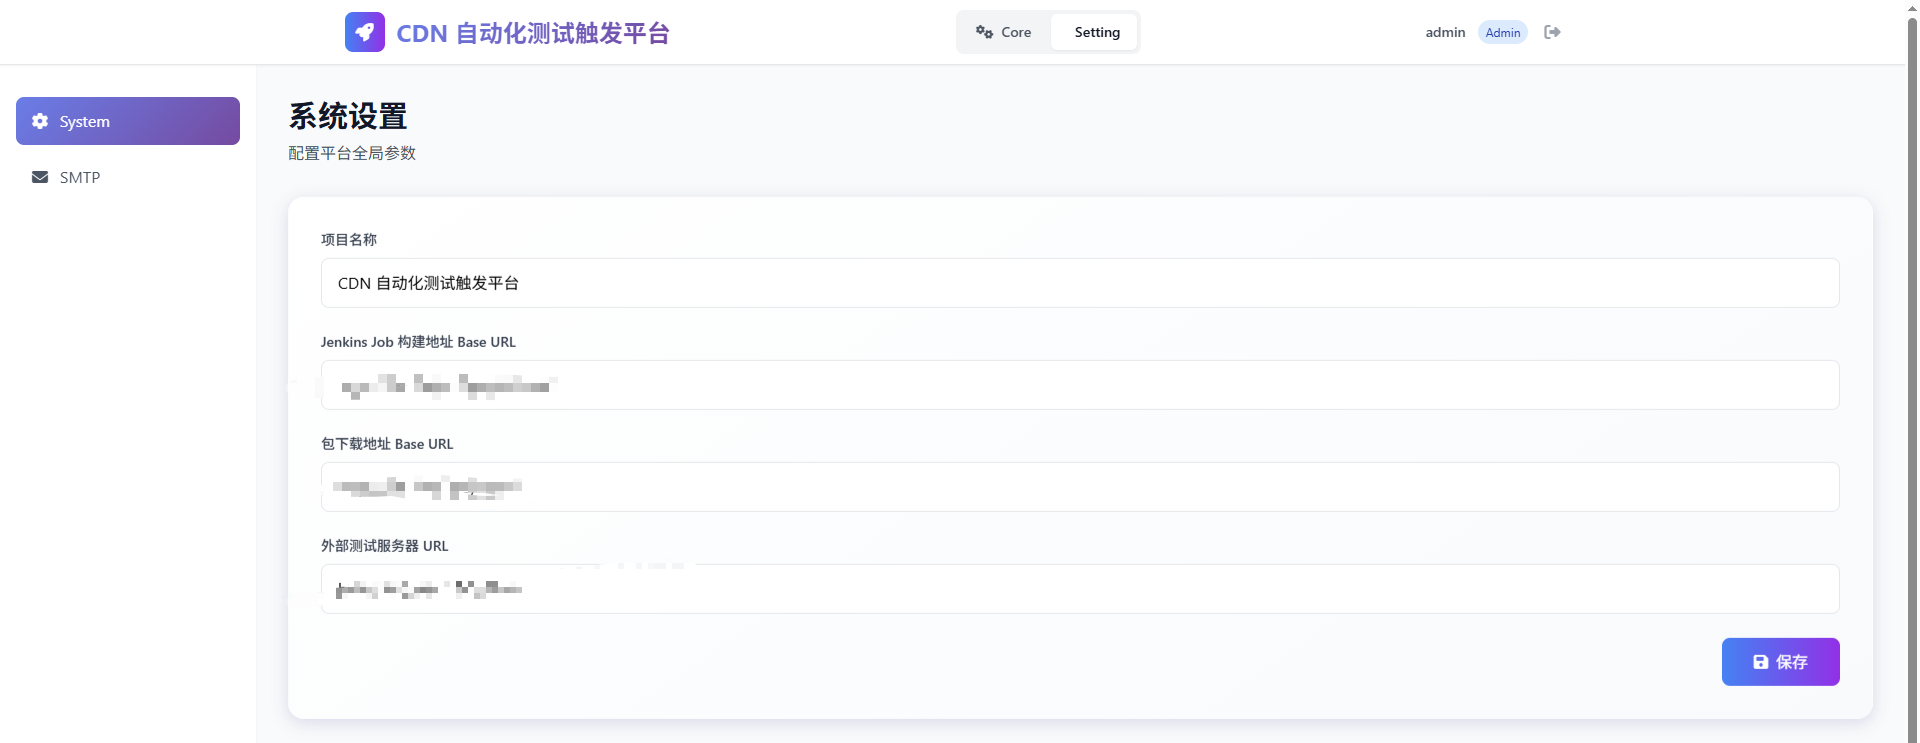 CDN 自动化测试触发平台
Core
Setting
admin
Admin
System
SMTP
系统设置
配置平台全局参数
项目名称
CDN 自动化测试触发平台
Jenkins Job 构建地址 Base URL
包下载地址 Base URL
外部测试服务器 URL
保存